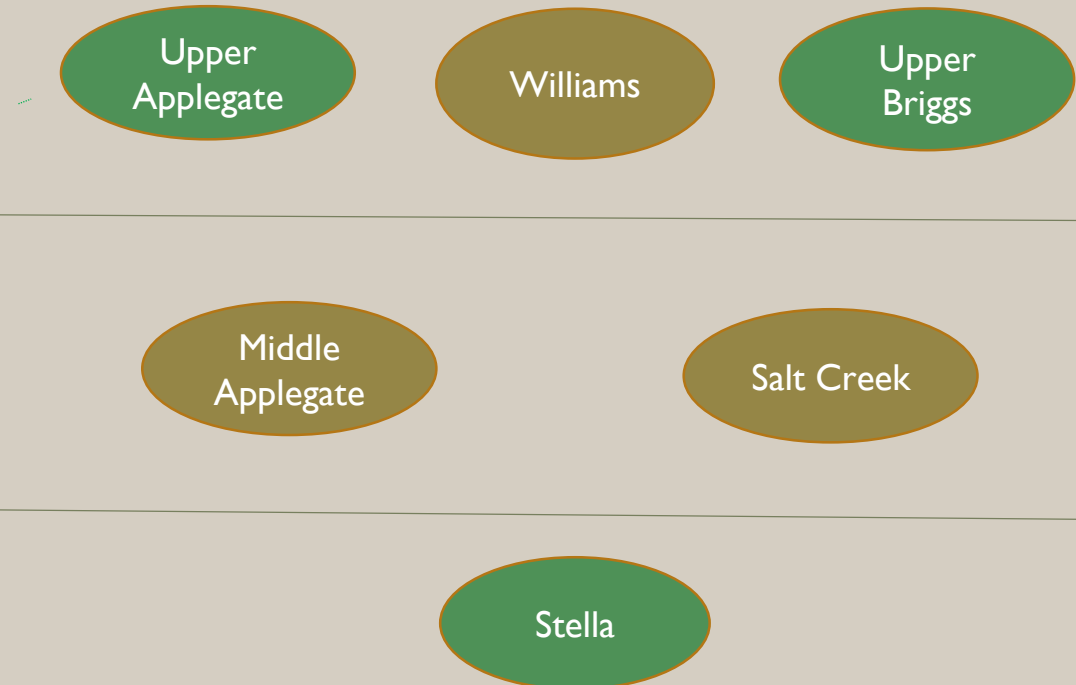 Upper
Applegate
Williams
Upper
Briggs
Middle
Applegate
Salt Creek
Stella